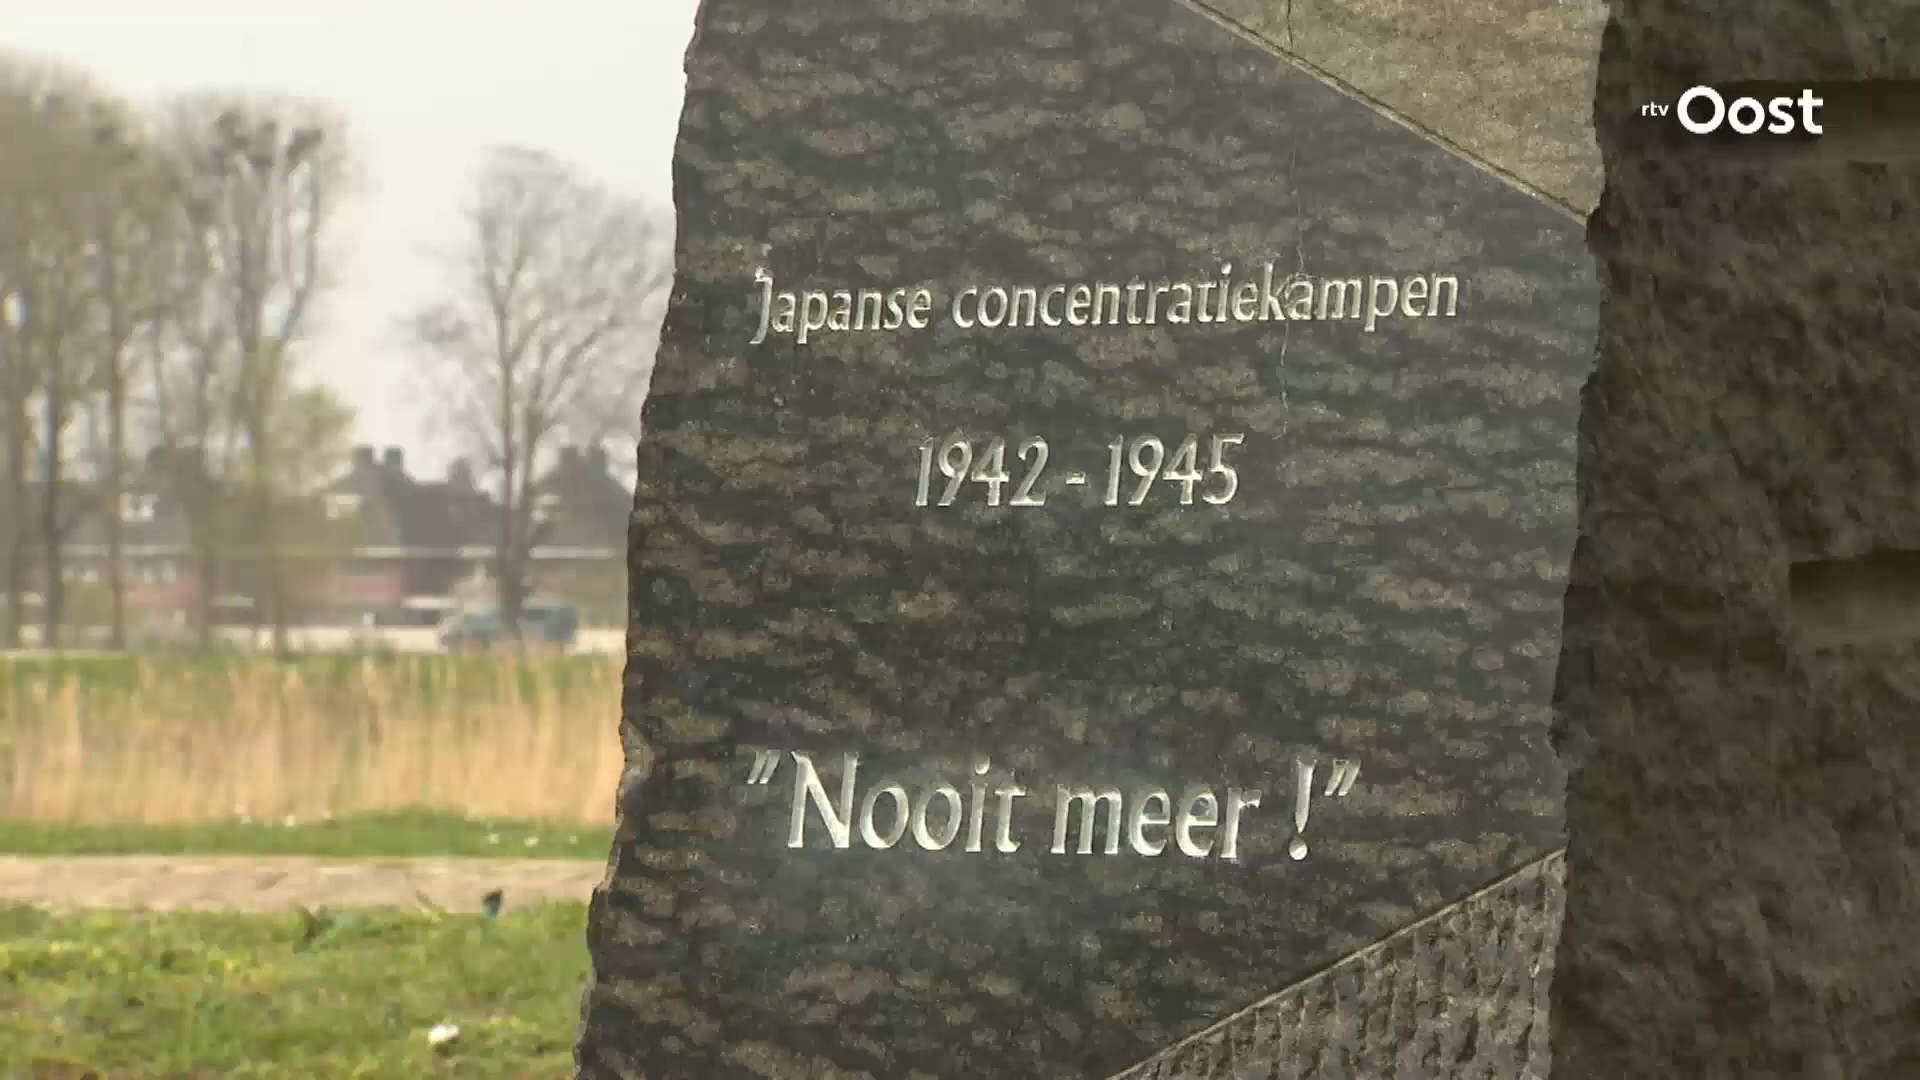 rtv Oost
Japanse concentratiekampen
1942 - 1945
"Nooit meer !"